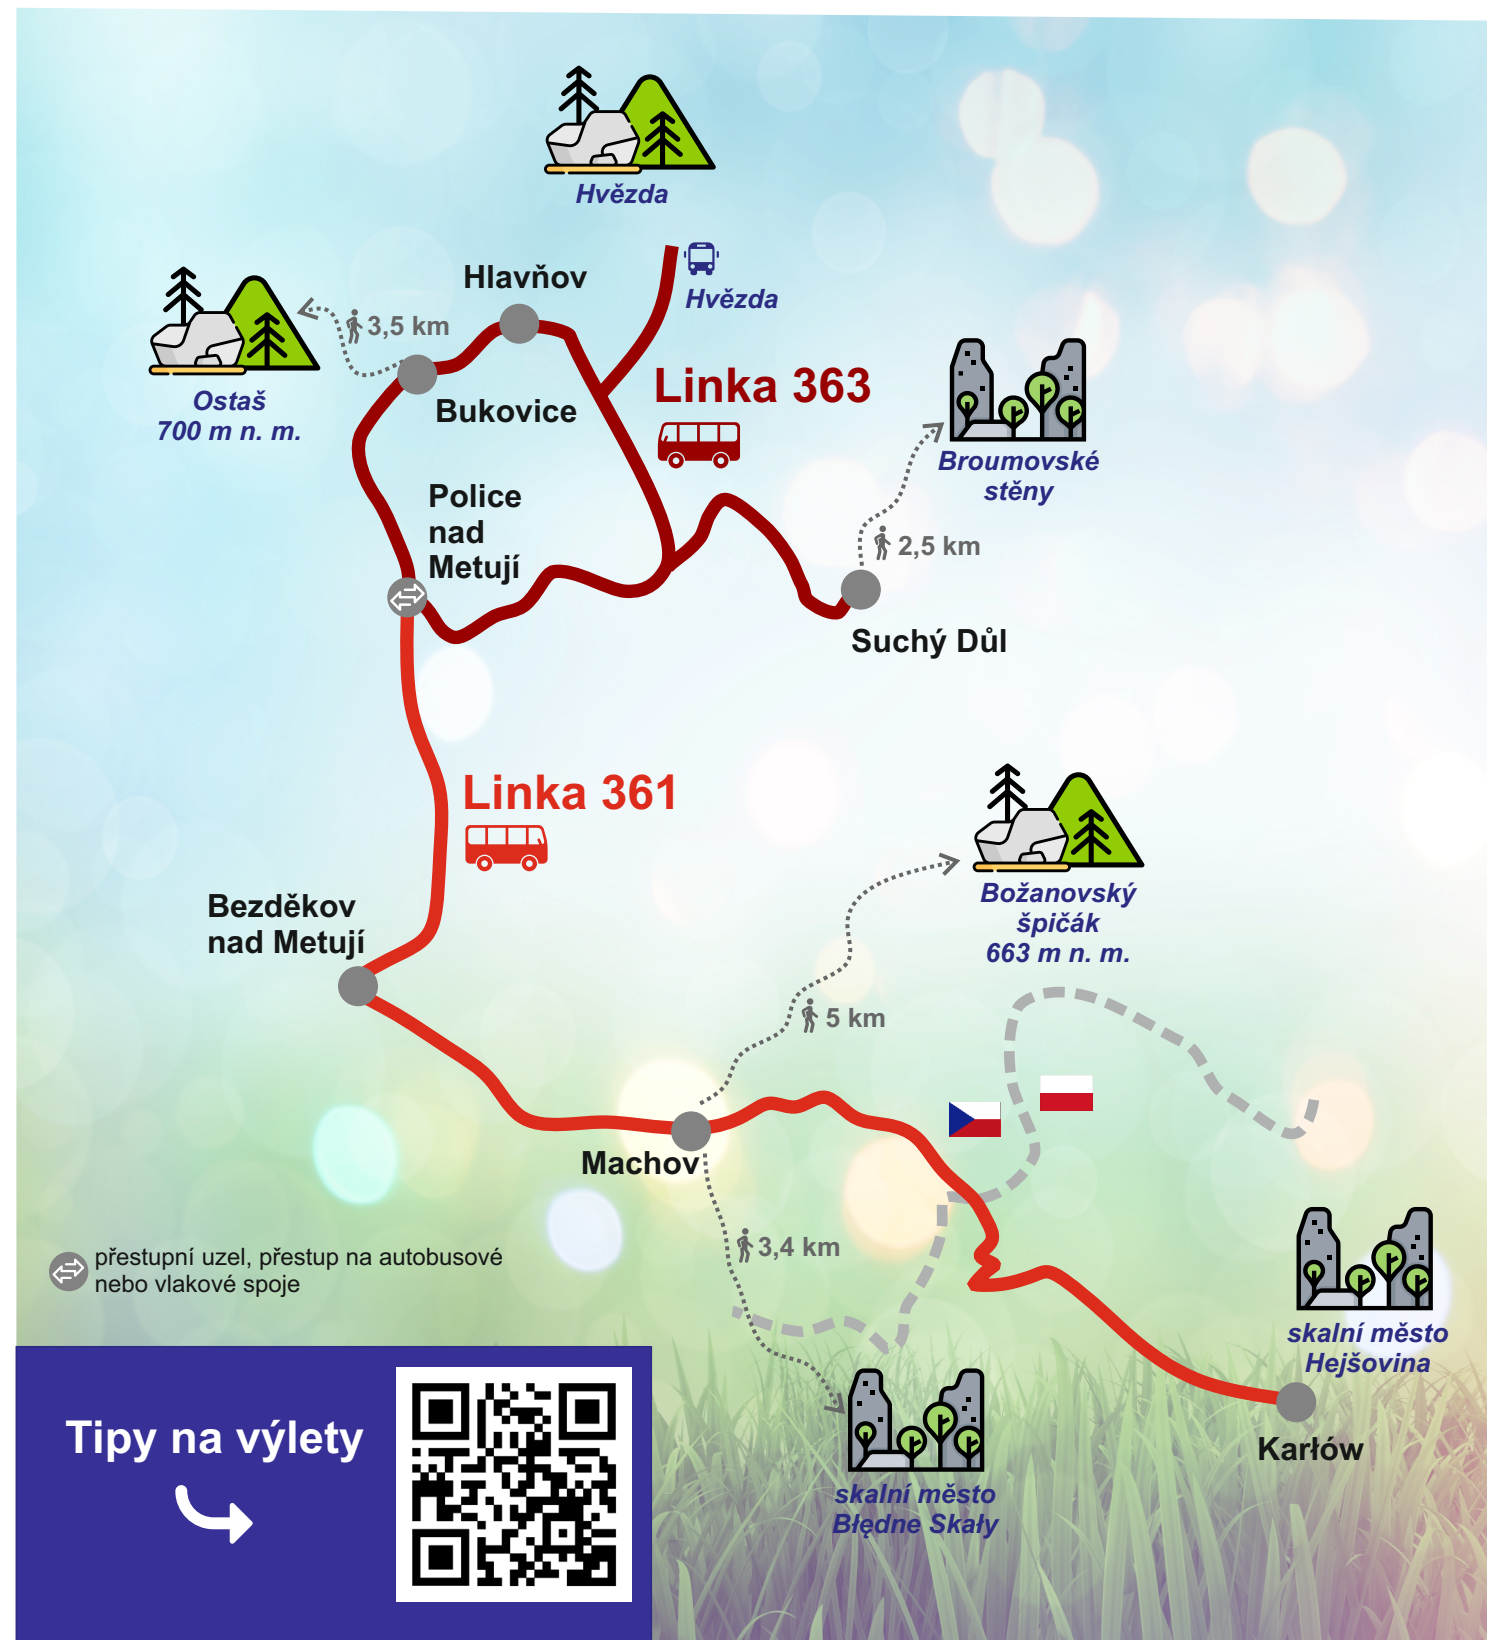 Hvězda
Hvězda
Hlavňov
3,5 km
Ostaš
700 m n. m.
Bukovice
Linka 363
Broumovské
stěny
Police
nad
Metují
2,5 km
Suchý Důl
Linka 361
Božanovský
špičák
663 m n. m.
Bezděkov
nad Metují
5 km
Machov
3,4 km
přestupní uzel, přestup na autobusové
nebo vlakové spoje
skalní město
Hejšovina
Karłów
skalní město
Błędne Skały
Tipy na výlety